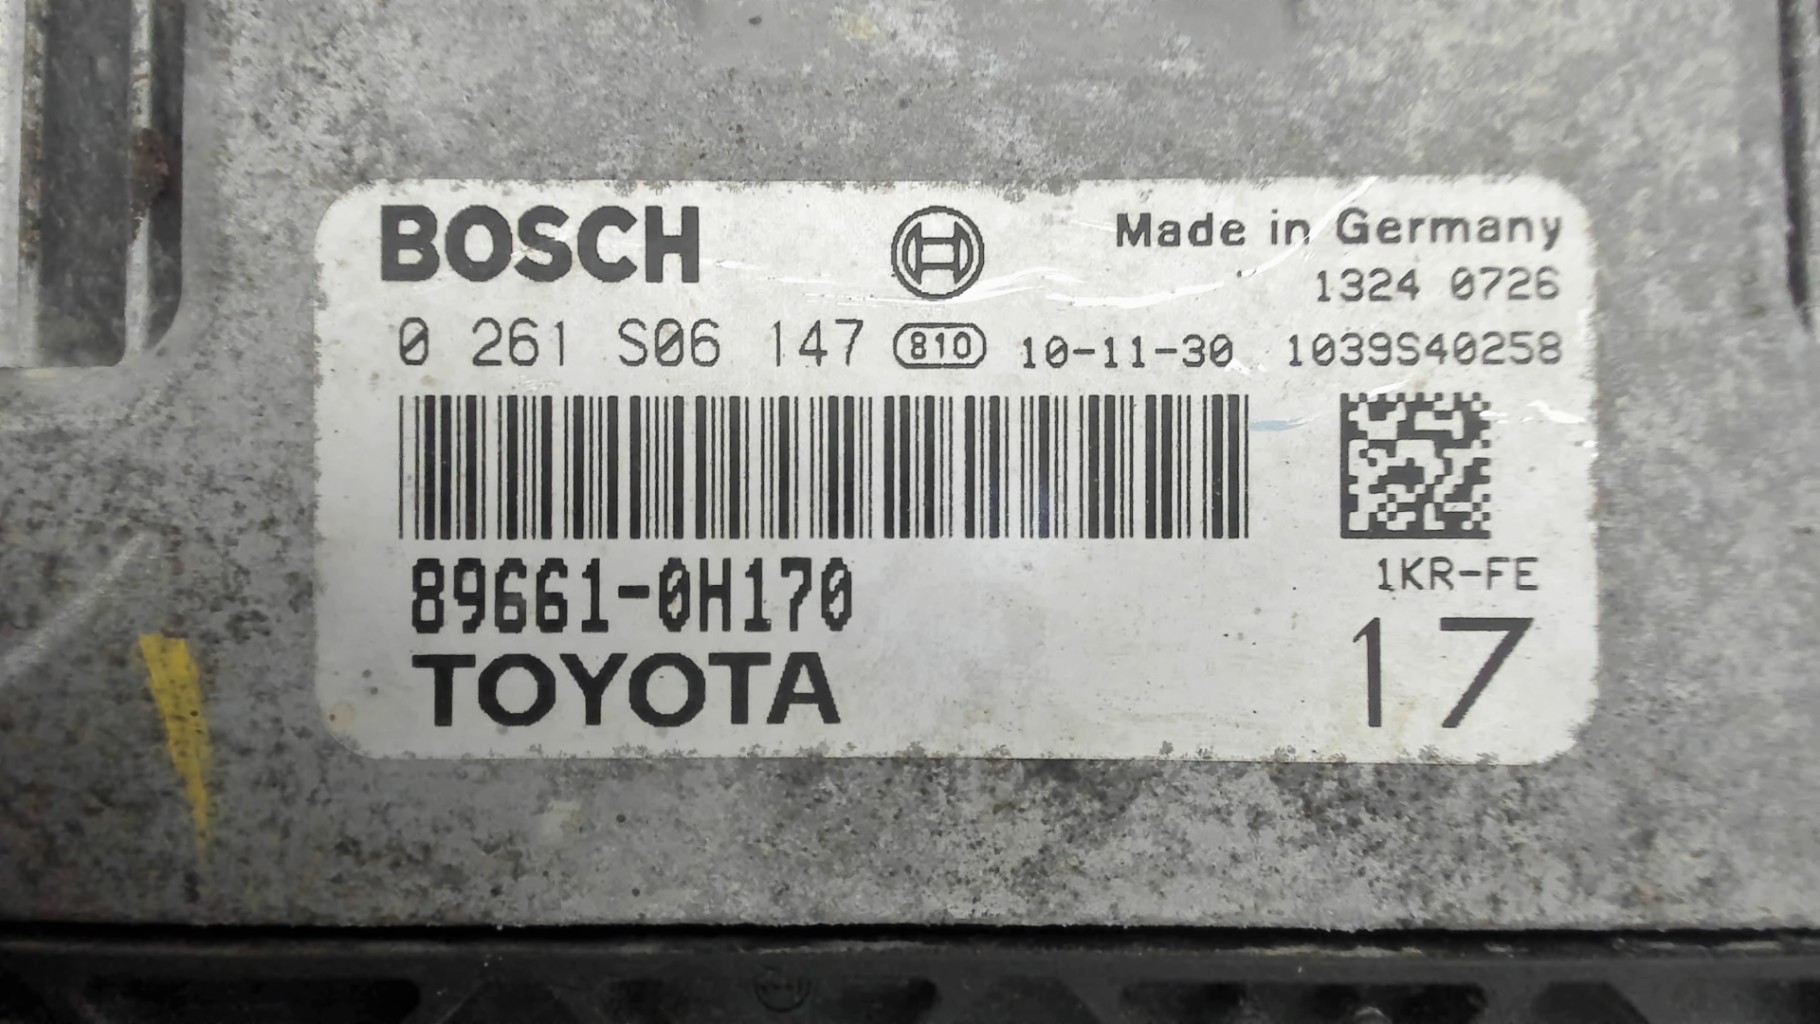 BOSCH
Made in Germany
1324 0726
0 261 S06 147 810 10-11-30 1039S40258
89661-0H170
1KR-FE
TOYOTA
17